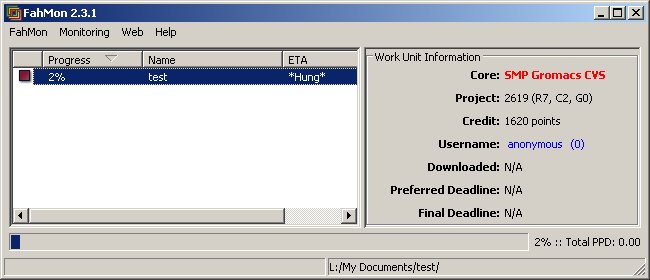 FahMon 2.3.1
FahMon Monitoring Web Help
Progress Name ETA
2% test *Hung*
Work Unit Information
Core: SMP Gromacs CVS
Project: 2619 (R7, C2, G0)
Credit: 1620 points
Username: anonymous (0)
Downloaded: N/A
Preferred Deadline: N/A
Final Deadline: N/A
2% :: Total PPD: 0.00
L:/My Documents/test/